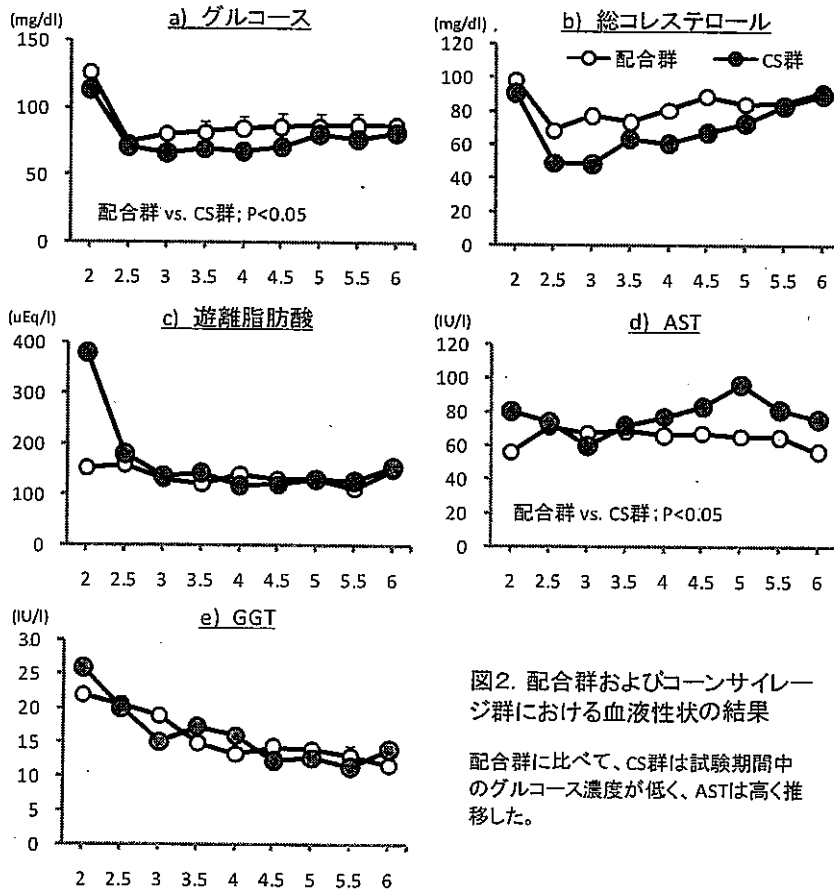 (mg/dl)
a) グルコース
150
100
50
0
配合群 vs. CS群; P<0.05
2 2.5 3 3.5 4 4.5 5 5.5 6
(mg/dl)
b) 総コレステロール
配合群 CS群
120
100
80
60
40
20
0
2 2.5 3 3.5 4 4.5 5 5.5 6
(uEq/l)
c) 遊離脂肪酸
400
300
200
100
0
2 2.5 3 3.5 4 4.5 5 5.5 6
(IU/l)
d) AST
120
100
80
60
40
20
0
配合群 vs. CS群; P<0.05
2 2.5 3 3.5 4 4.5 5 5.5 6
(IU/l)
e) GGT
30
25
20
15
10
5
0
2 2.5 3 3.5 4 4.5 5 5.5 6
図2. 配合群およびコーンサイレー
ジ群における血液性状の結果
配合群に比べて、CS群は試験期間中
のグルコース濃度が低く、ASTは高く推
移した。